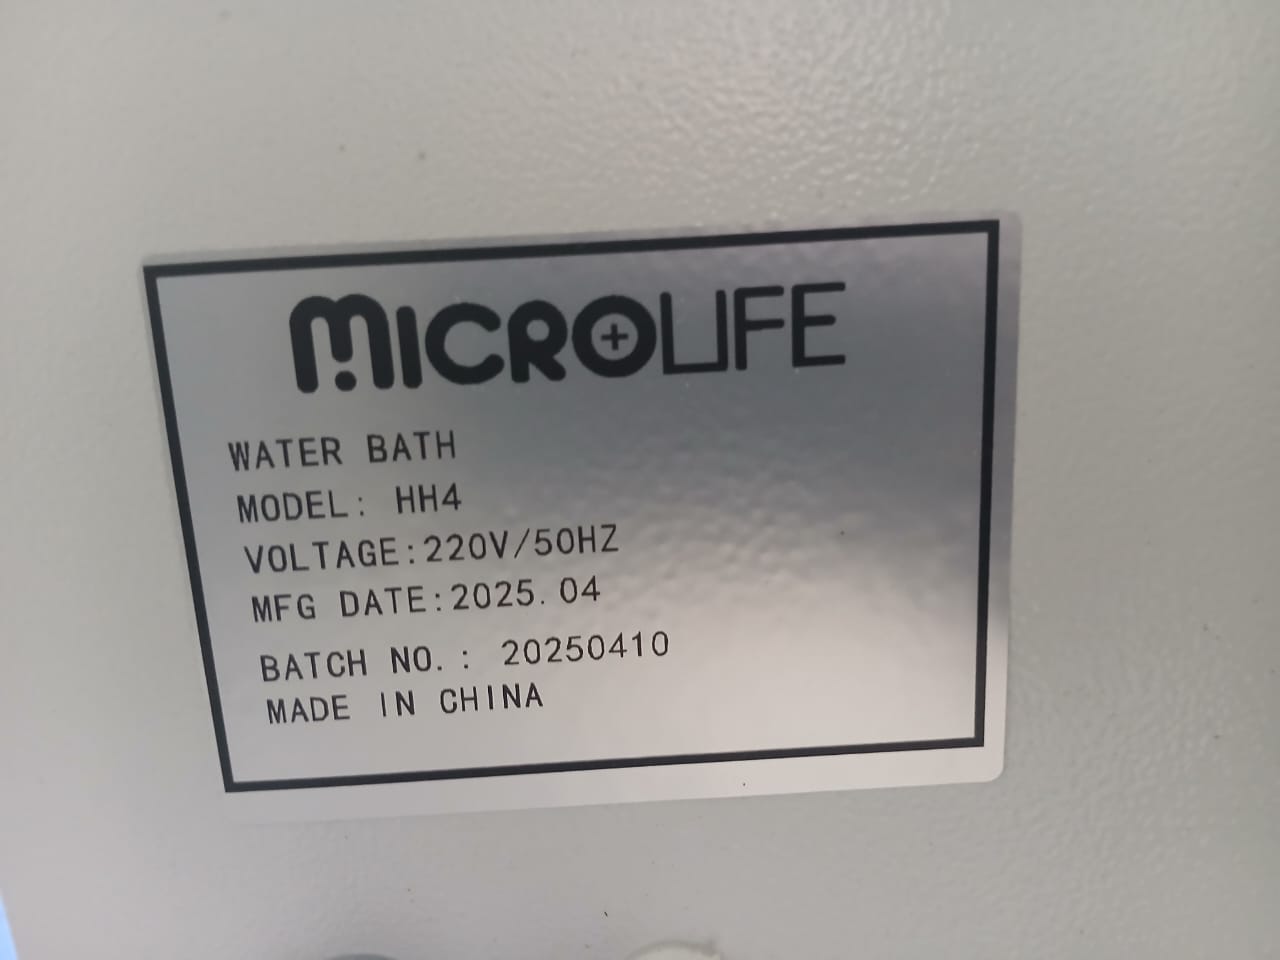 MICROLIFE
WATER BATH
MODEL: HH4
VOLTAGE:220V/50HZ
MFG DATE:2025.04
BATCH NO.: 20250410
MADE IN CHINA